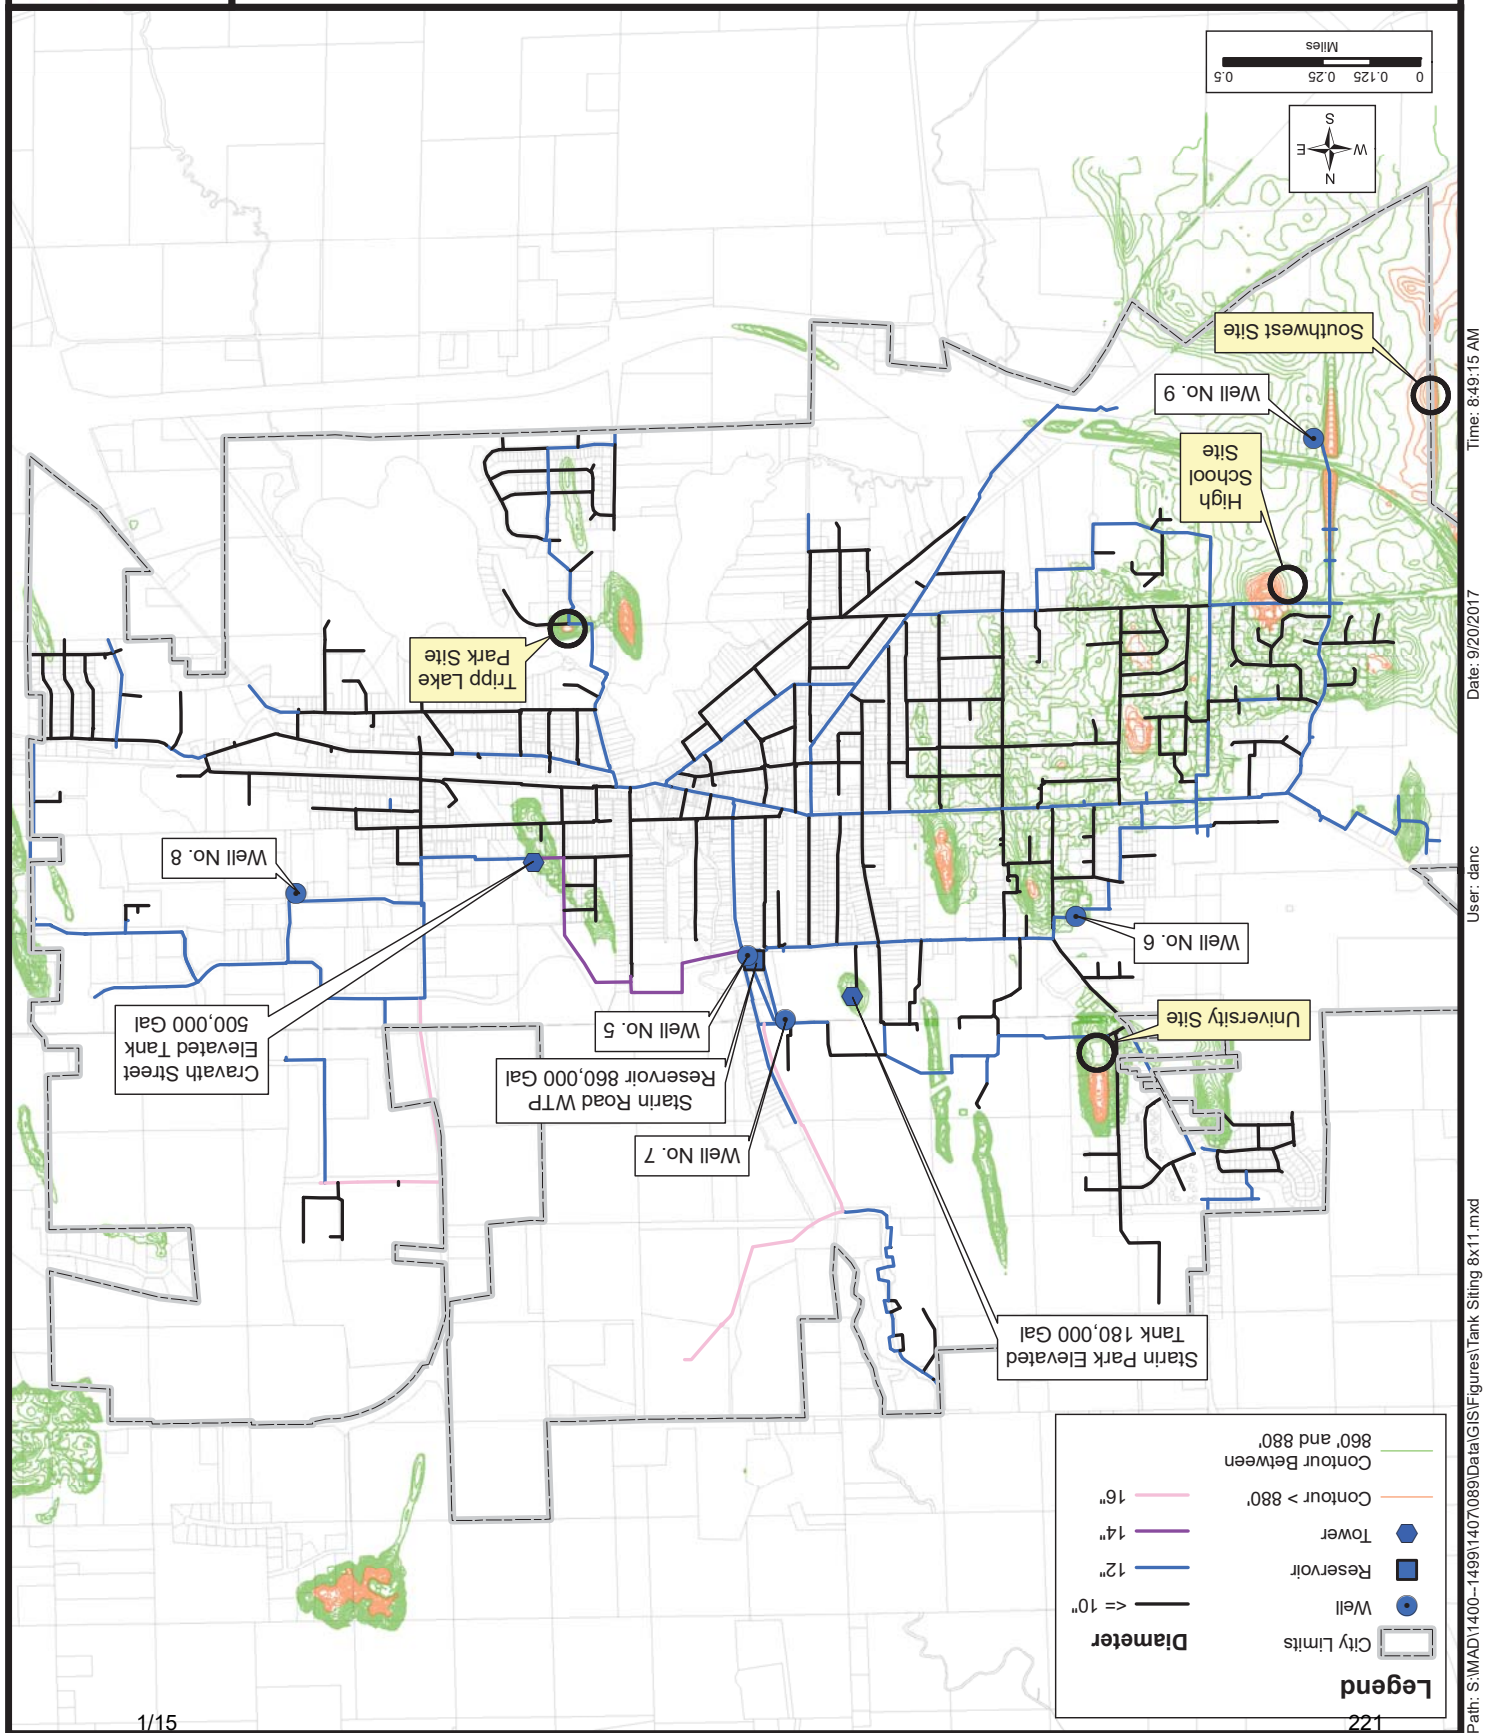 Legend
City Limits
Well
Reservoir
Tower
Contour > 880'
Contour Between
860' and 880'
Diameter
<= 10"
12"
14"
16"
Starin Park Elevated
Tank 180,000 Gal
Well No. 7
Starin Road WTP
Reservoir 860,000 Gal
Well No. 5
Cravath Street
Elevated Tank
500,000 Gal
University Site
Well No. 6
Well No. 8
Tripp Lake
Park Site
High
School
Site
Well No. 9
Southwest Site
N
W
E
S
0
0.125
0.25
0.5
Miles
Path: S:\MAD\1400--1499\1407\089\Data\GIS\Figures\Tank Siting 8x11.mxd
User: danc
Date: 9/20/2017
Time: 8:49:15 AM
1/15
221